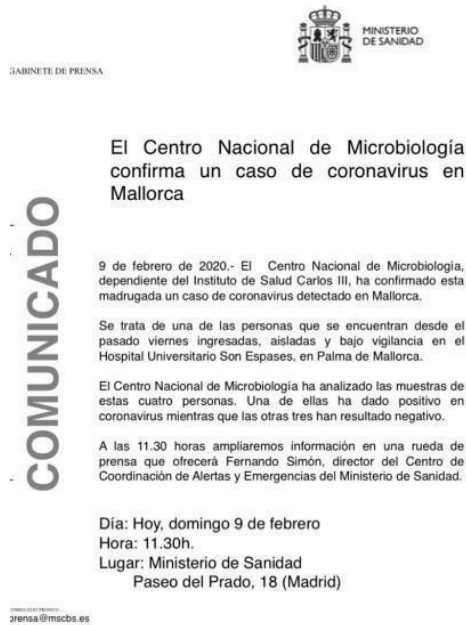 MINISTERIO
DE SANIDAD
GABINETE DE PRENSA
El Centro Nacional de Microbiología
confirma un caso de coronavirus en
Mallorca
COMUNICADO
9 de febrero de 2020.- El Centro Nacional de Microbiología,
dependiente del Instituto de Salud Carlos III, ha confirmado esta
madrugada un caso de coronavirus detectado en Mallorca.
Se trata de una de las personas que se encuentran desde el
pasado viernes ingresadas, aisladas y bajo vigilancia en el
Hospital Universitario Son Espases, en Palma de Mallorca.
El Centro Nacional de Microbiología ha analizado las muestras de
estas cuatro personas. Una de ellas ha dado positivo en
coronavirus mientras que las otras tres han resultado negativo.
A las 11.30 horas ampliaremos información en una rueda de
prensa que ofrecerá Fernando Simón, director del Centro de
Coordinación de Alertas y Emergencias del Ministerio de Sanidad.
Día: Hoy, domingo 9 de febrero
Hora: 11.30h.
Lugar: Ministerio de Sanidad
Paseo del Prado, 18 (Madrid)
prensa@mscbs.es